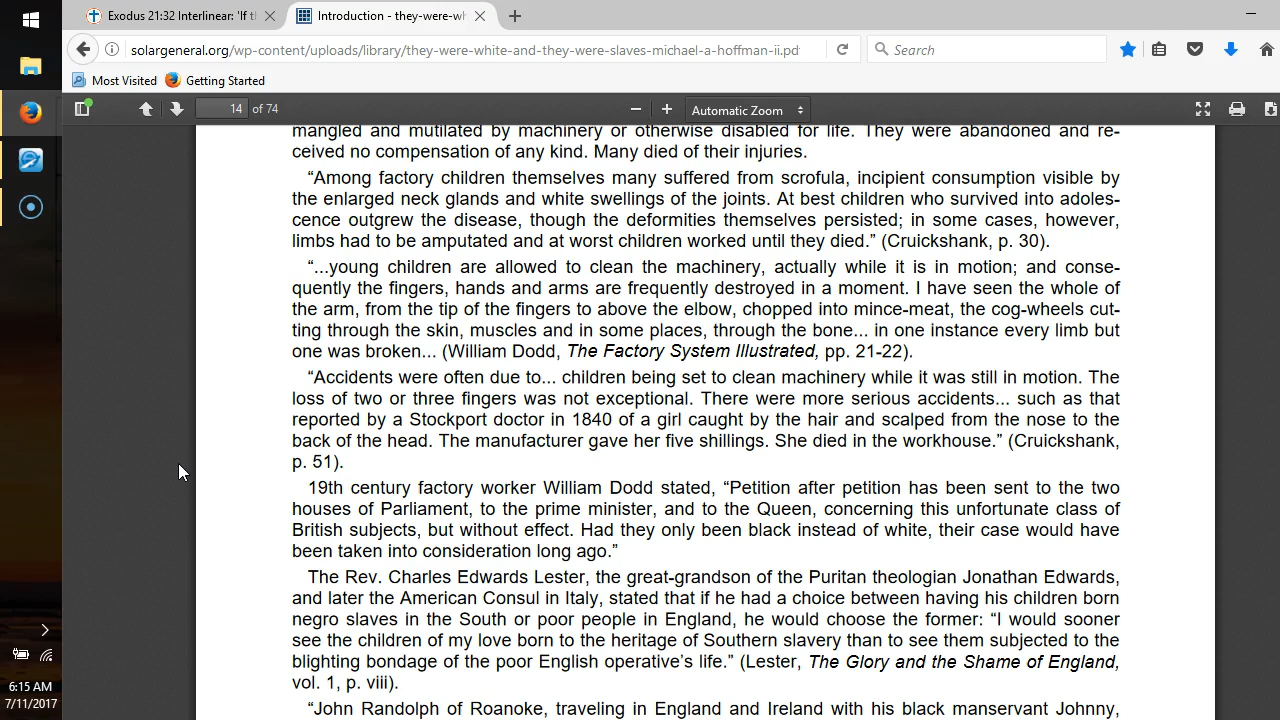 Exodus 21:32 Interlinear: 'If t
Introduction - they-were-wh
solargeneral.org/wp-content/uploads/library/they-were-white-and-they-were-slaves-michael-a-hoffman-ii.pd
Search
Most Visited
Getting Started
14 of 74
Automatic Zoom
mangled and mutilated by machinery or otherwise disabled for life. They were abandoned and re-
ceived no compensation of any kind. Many died of their injuries.
“Among factory children themselves many suffered from scrofula, incipient consumption visible by
the enlarged neck glands and white swellings of the joints. At best children who survived into adoles-
cence outgrew the disease, though the deformities themselves persisted; in some cases, however,
limbs had to be amputated and at worst children worked until they died.” (Cruickshank, p. 30).
“...young children are allowed to clean the machinery, actually while it is in motion; and conse-
quently the fingers, hands and arms are frequently destroyed in a moment. I have seen the whole of
the arm, from the tip of the fingers to above the elbow, chopped into mince-meat, the cog-wheels cut-
ting through the skin, muscles and in some places, through the bone... in one instance every limb but
one was broken... (William Dodd, The Factory System Illustrated, pp. 21-22).
“Accidents were often due to... children being set to clean machinery while it was still in motion. The
loss of two or three fingers was not exceptional. There were more serious accidents... such as that
reported by a Stockport doctor in 1840 of a girl caught by the hair and scalped from the nose to the
back of the head. The manufacturer gave her five shillings. She died in the workhouse.” (Cruickshank,
p. 51).
19th century factory worker William Dodd stated, “Petition after petition has been sent to the two
houses of Parliament, to the prime minister, and to the Queen, concerning this unfortunate class of
British subjects, but without effect. Had they only been black instead of white, their case would have
been taken into consideration long ago.”
The Rev. Charles Edwards Lester, the great-grandson of the Puritan theologian Jonathan Edwards,
and later the American Consul in Italy, stated that if he had a choice between having his children born
negro slaves in the South or poor people in England, he would choose the former: “I would sooner
see the children of my love born to the heritage of Southern slavery than to see them subjected to the
blighting bondage of the poor English operative’s life.” (Lester, The Glory and the Shame of England,
vol. 1, p. viii).
“John Randolph of Roanoke, traveling in England and Ireland with his black manservant Johnny,
6:15 AM
7/11/2017